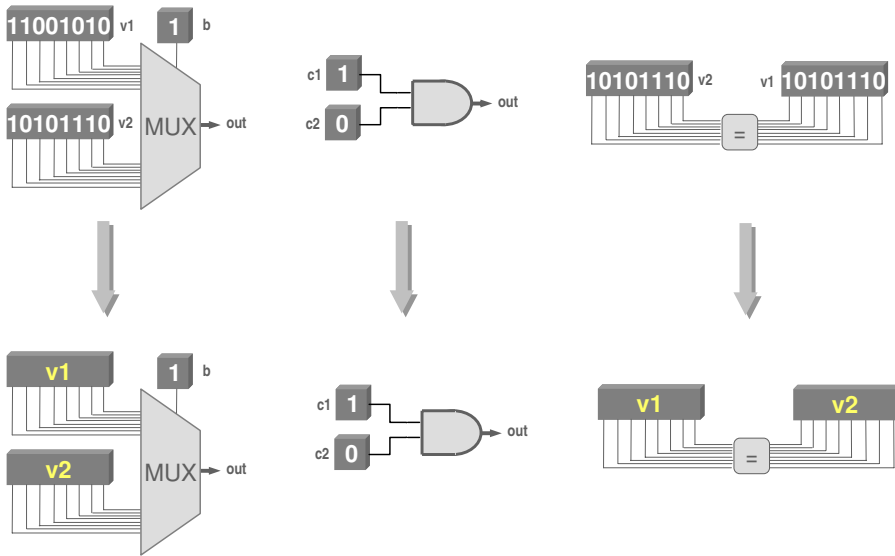 11001010 v1
1 b
10101110 v2
MUX
out
c1 1
c2 0
out
10101110 v2
v1 10101110
=
v1
1 b
v2
MUX
out
c1 1
c2 0
out
v1
v2
=